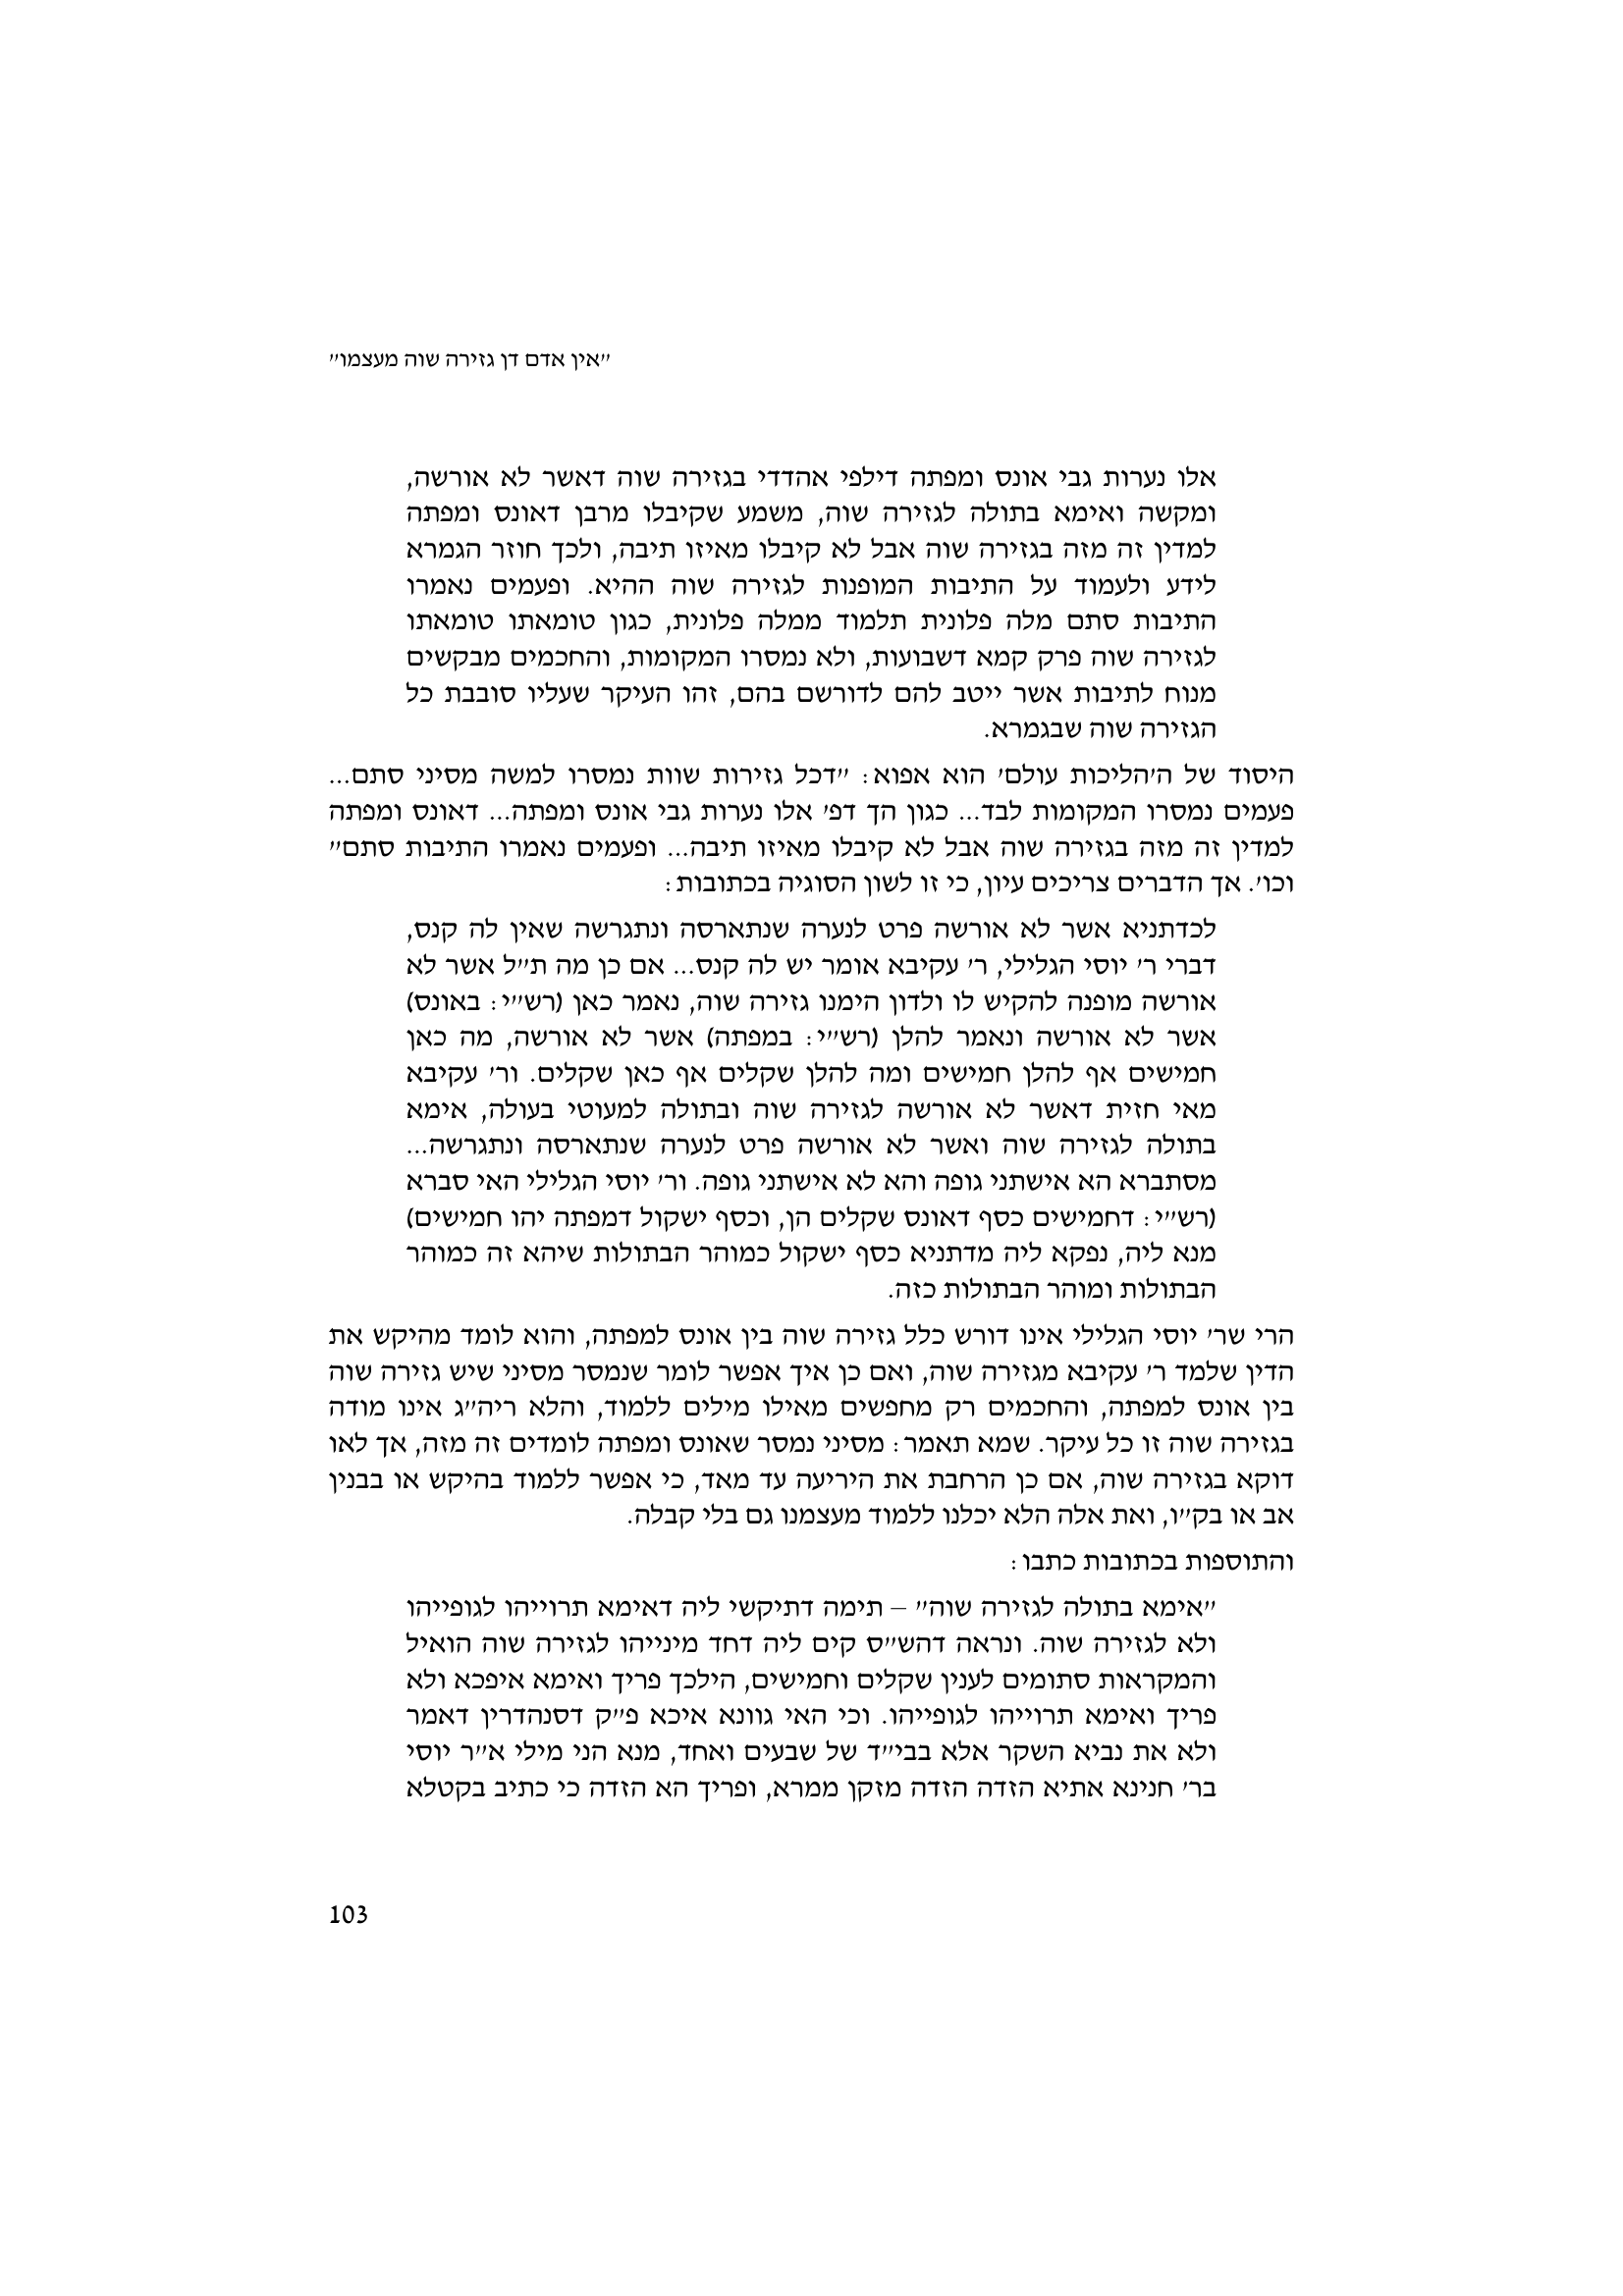 ״אין אדם דן גזירה שוה מעצמו״
אלו נערות גבי אונס ומפתה דילפי אהדדי בגזירה שוה דאשר לא אורשה,
ומקשה ואימא בתולה לגזירה שוה, משמע שקיבלו מרבן דאונס ומפתה
למדין זה מזה בגזירה שוה אבל לא קיבלו מאיזו תיבה, ולכך חוזר הגמרא
לידע ולעמוד על התיבות המופנות לגזירה שוה ההיא. ופעמים נאמרו
התיבות סתם מלה פלונית תלמוד ממלה פלונית, כגון טומאתו טומאתו
לגזירה שוה פרק קמא דשבועות, ולא נמסרו המקומות, והחכמים מבקשים
מנוח לתיבות אשר ייטב להם לדורשם בהם, זהו העיקר שעליו סובבת כל
הגזירה שוה שבגמרא.
היסוד של ה׳הליכות עולם׳ הוא אפוא: ״דכל גזירות שוות נמסרו למשה מסיני סתם...
פעמים נמסרו המקומות לבד... כגון הך דפ׳ אלו נערות גבי אונס ומפתה... דאונס ומפתה
למדין זה מזה בגזירה שוה אבל לא קיבלו מאיזו תיבה... ופעמים נאמרו התיבות סתם״
וכו׳. אך הדברים צריכים עיון, כי זו לשון הסוגיה בכתובות:
לכדתניא אשר לא אורשה פרט לנערה שנתארסה ונתגרשה שאין לה קנס,
דברי ר׳ יוסי הגלילי, ר׳ עקיבא אומר יש לה קנס... אם כן מה ת״ל אשר לא
אורשה מופנה להקיש לו ולדון הימנו גזירה שוה, נאמר כאן (רש״י: באונס)
אשר לא אורשה ונאמר להלן (רש״י: במפתה) אשר לא אורשה, מה כאן
חמישים אף להלן חמישים ומה להלן שקלים אף כאן שקלים. ור׳ עקיבא
מאי חזית דאשר לא אורשה לגזירה שוה ובתולה למעוטי בעולה, אימא
בתולה לגזירה שוה ואשר לא אורשה פרט לנערה שנתארסה ונתגרשה...
מסתברא הא אישתני גופה והא לא אישתני גופה. ור׳ יוסי הגלילי האי סברא
(רש״י: דחמישים כסף דאונס שקלים הן, וכסף ישקול דמפתה יהו חמישים)
מנא ליה, נפקא ליה מדתניא כסף ישקול כמוהר הבתולות שיהא זה כמוהר
הבתולות ומוהר הבתולות כזה.
הרי שר׳ יוסי הגלילי אינו דורש כלל גזירה שוה בין אונס למפתה, והוא לומד מהיקש את
הדין שלמד ר׳ עקיבא מגזירה שוה, ואם כן איך אפשר לומר שנמסר מסיני שיש גזירה שוה
בין אונס למפתה, והחכמים רק מחפשים מאילו מילים ללמוד, והלא ריה״ג אינו מודה
בגזירה שוה זו כל עיקר. שמא תאמר: מסיני נמסר שאונס ומפתה לומדים זה מזה, אך לאו
דוקא בגזירה שוה, אם כן הרחבת את היריעה עד מאד, כי אפשר ללמוד בהיקש או בבנין
אב או בק״ו, ואת אלה הלא יכלנו ללמוד מעצמנו גם בלי קבלה.
והתוספות בכתובות כתבו:
״אימא בתולה לגזירה שוה״ – תימה דתיקשי ליה דאימא תרוייהו לגופייהו
ולא לגזירה שוה. ונראה דהש״ס קים ליה דחד מינייהו לגזירה שוה הואיל
והמקראות סתומים לענין שקלים וחמישים, הילכך פריך ואימא איפכא ולא
פריך ואימא תרוייהו לגופייהו. וכי האי גוונא איכא פ״ק דסנהדרין דאמר
ולא את נביא השקר אלא בבי״ד של שבעים ואחד, מנא הני מילי א״ר יוסי
בר׳ חנינא אתיא הזדה הזדה מזקן ממרא, ופריך הא הזדה כי כתיב בקטלא
103